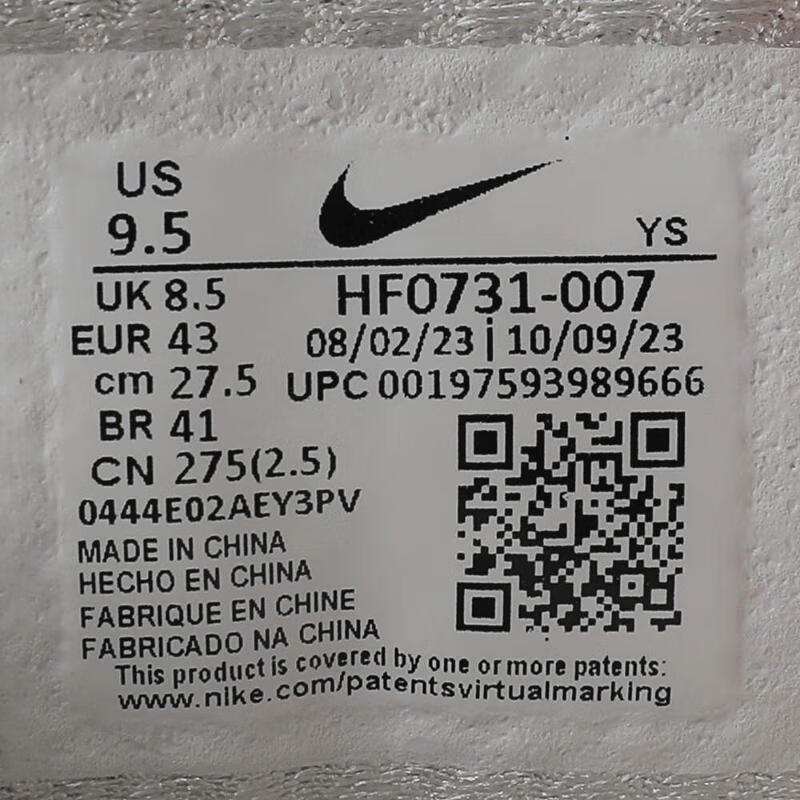 US
9.5
YS
UK 8.5
HF0731-007
EUR 43
08/02/23 | 10/09/23
cm 27.5
UPC 00197593989666
BR 41
CN 275(2.5)
0444E02AEY3PV
MADE IN CHINA
HECHO EN CHINA
FABRIQUE EN CHINE
FABRICADO NA CHINA
This product is covered by one or more patents:
www.nike.com/patentsvirtualmarking